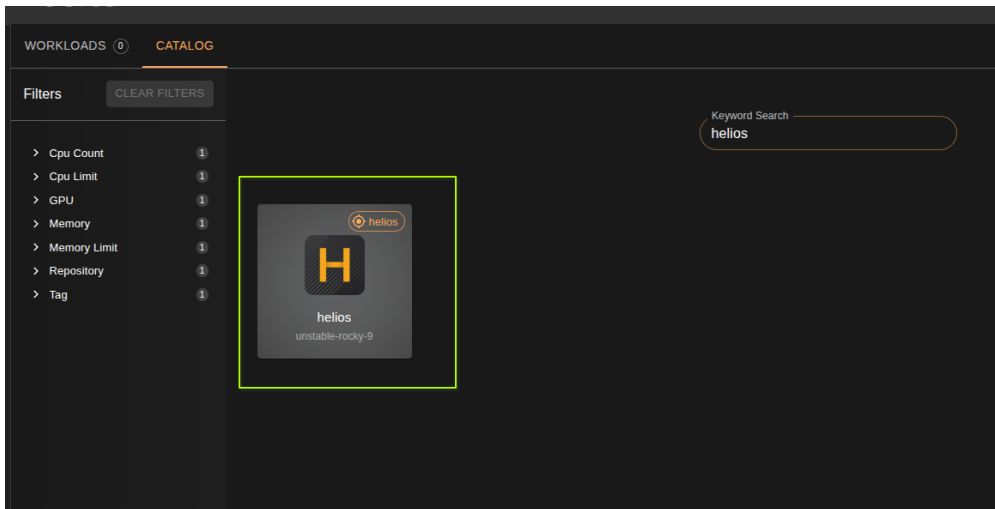 WORKLOADS 0 CATALOG
Filters CLEAR FILTERS
Keyword Search
helios
Cpu Count 1
Cpu Limit 1
GPU 1
Memory 1
Memory Limit 1
Repository 1
Tag 1
helios
H
helios
unstable-rocky-9